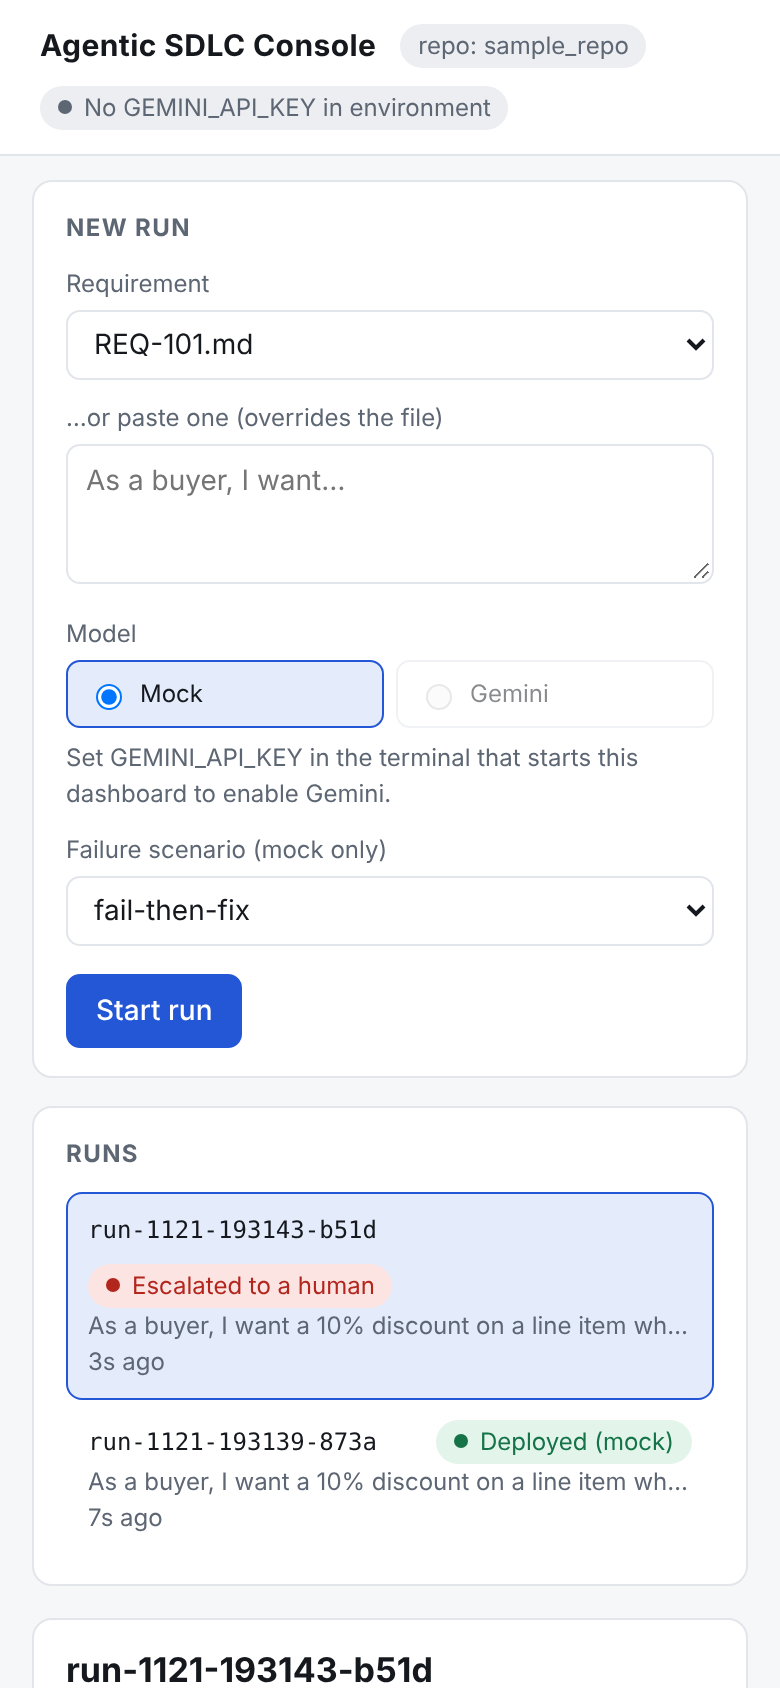 Agentic SDLC Console
repo: sample_repo
No GEMINI_API_KEY in environment
NEW RUN
Requirement
REQ-101.md
...or paste one (overrides the file)
As a buyer, I want...
Model
Mock
Gemini
Set GEMINI_API_KEY in the terminal that starts this
dashboard to enable Gemini.
Failure scenario (mock only)
fail-then-fix
Start run
RUNS
run-1121-193143-b51d
Escalated to a human
As a buyer, I want a 10% discount on a line item wh...
3s ago
run-1121-193139-873a
Deployed (mock)
As a buyer, I want a 10% discount on a line item wh...
7s ago
run-1121-193143-b51d